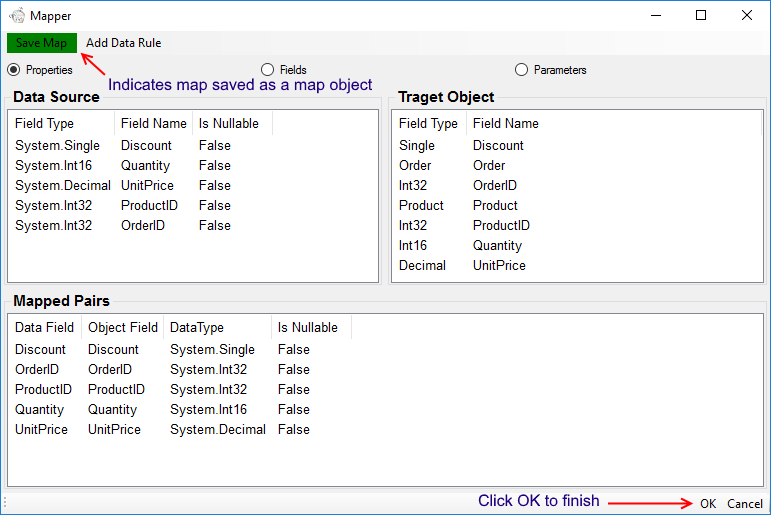 Mapper
Save Map Add Data Rule
Properties Fields Parameters
Indicates map saved as a map object
Data Source
Field Type Field Name Is Nullable
System.Single Discount False
System.Int16 Quantity False
System.Decimal UnitPrice False
System.Int32 ProductID False
System.Int32 OrderID False
Traget Object
Field Type Field Name
Single Discount
Order Order
Int32 OrderID
Product Product
Int32 ProductID
Int16 Quantity
Decimal UnitPrice
Mapped Pairs
Data Field Object Field DataType Is Nullable
Discount Discount System.Single False
OrderID OrderID System.Int32 False
ProductID ProductID System.Int32 False
Quantity Quantity System.Int16 False
UnitPrice UnitPrice System.Decimal False
Click OK to finish OK Cancel